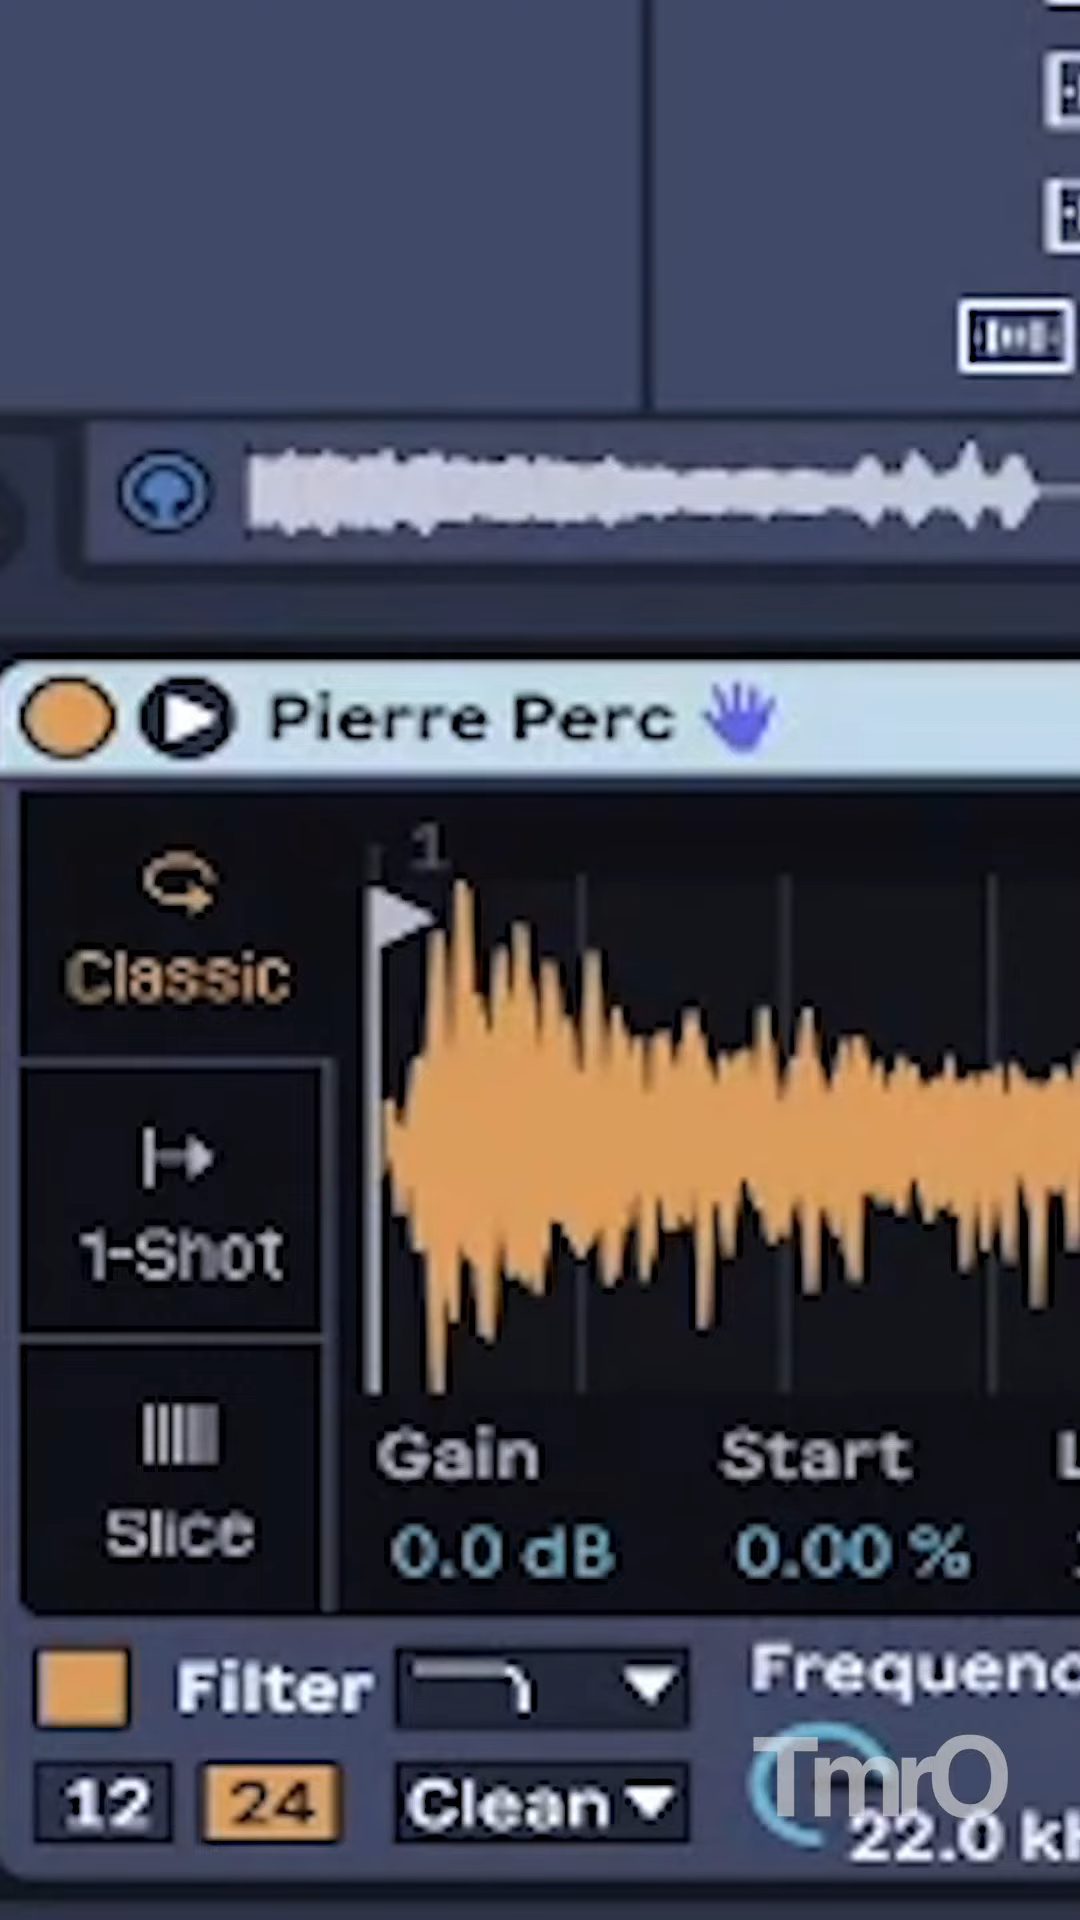 Pierre Perc
1
Classic
1-Shot
Slice
Gain
Start
0.0 dB
0.00 %
Filter
Frequenc
12
24
Clean
22.0 k
TmrO